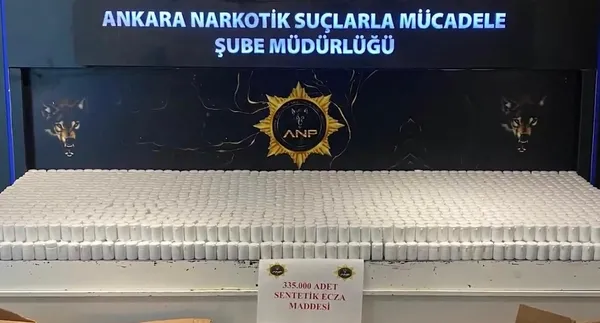 ANKARA NARKOTİK SUÇLARLA MÜCADELE
ŞUBE MÜDÜRLÜĞÜ
ANP
335.000 ADET
SENTETİK ECZA
MADDESİ